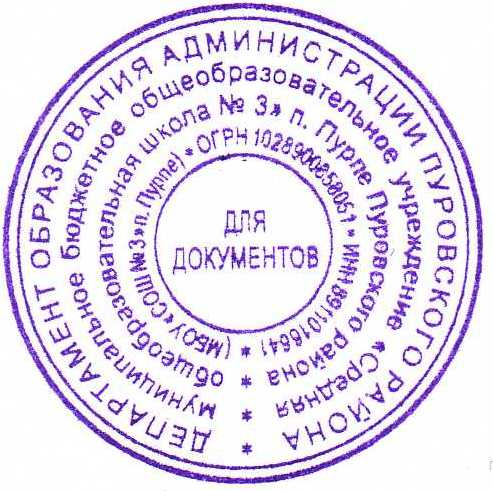 ДЕПАРТАМЕНТ ОБРАЗОВАНИЯ АДМИНИСТРАЦИИ ПУРОВСКОГО РАЙОНА *
муниципальное бюджетное общеобразовательное учреждение «Средняя *
общеобразовательная школа № 3» п. Пурпе Пуровского района *
(МБОУ «СОШ №3» п. Пурпе) * ОГРН 1028900858051 * ИНН 8911016641 *
ДЛЯ
ДОКУМЕНТОВ